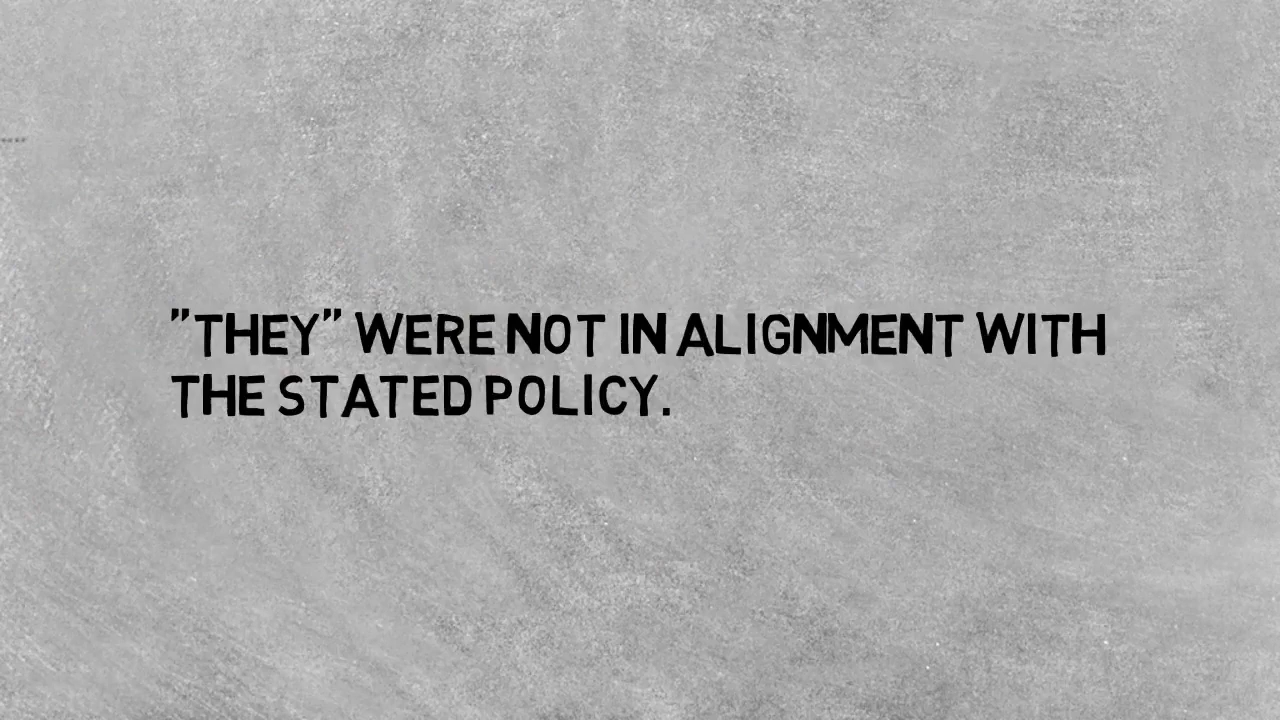 "THEY" WERE NOT IN ALIGNMENT WITH
THE STATED POLICY.